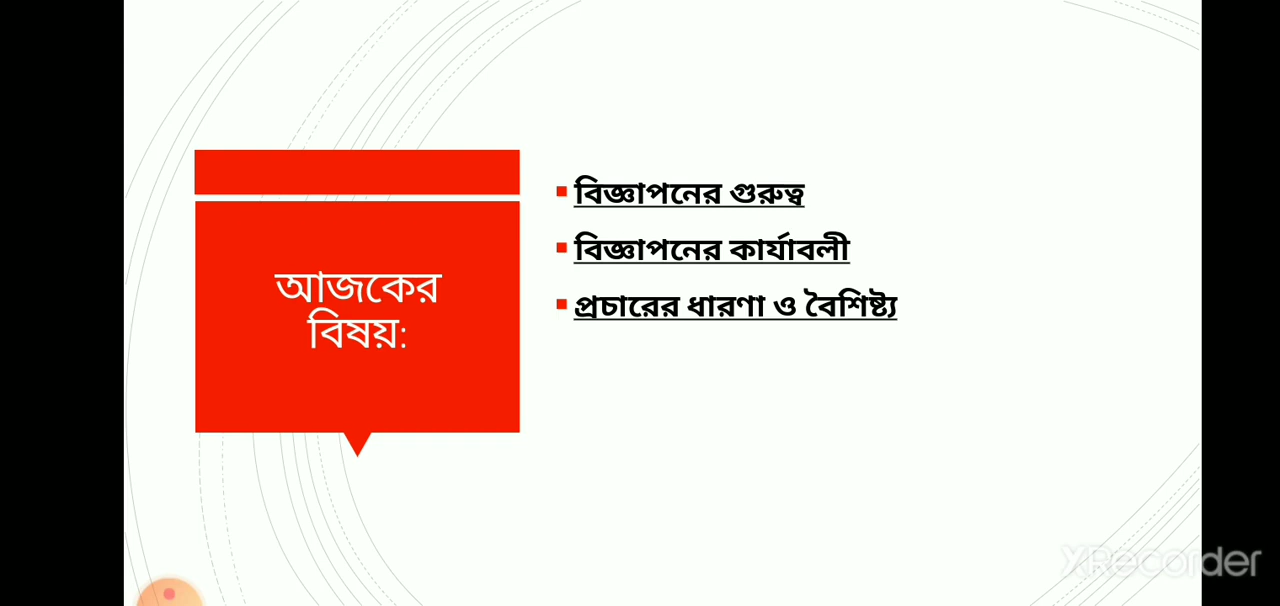 আজকের
বিষয়:
বিজ্ঞাপনের গুরুত্ব
বিজ্ঞাপনের কার্যাবলী
প্রচারের ধারণা ও বৈশিষ্ট্য
XRecorder